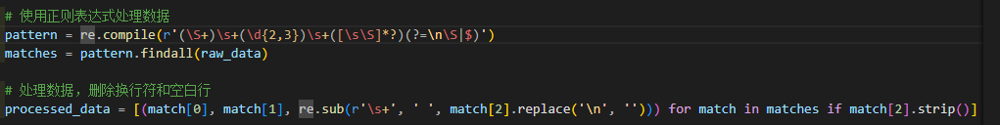 # 使用正则表达式处理数据
pattern = re.compile(r'(\S+)\s+(\d{2,3})\s+([\s\S]*?)(?=\n\S|$)')
matches = pattern.findall(raw_data)
# 处理数据，删除换行符和空白行
processed_data = [(match[0], match[1], re.sub(r'\s+', ' ', match[2].replace('\n', ''))) for match in matches if match[2].strip()]